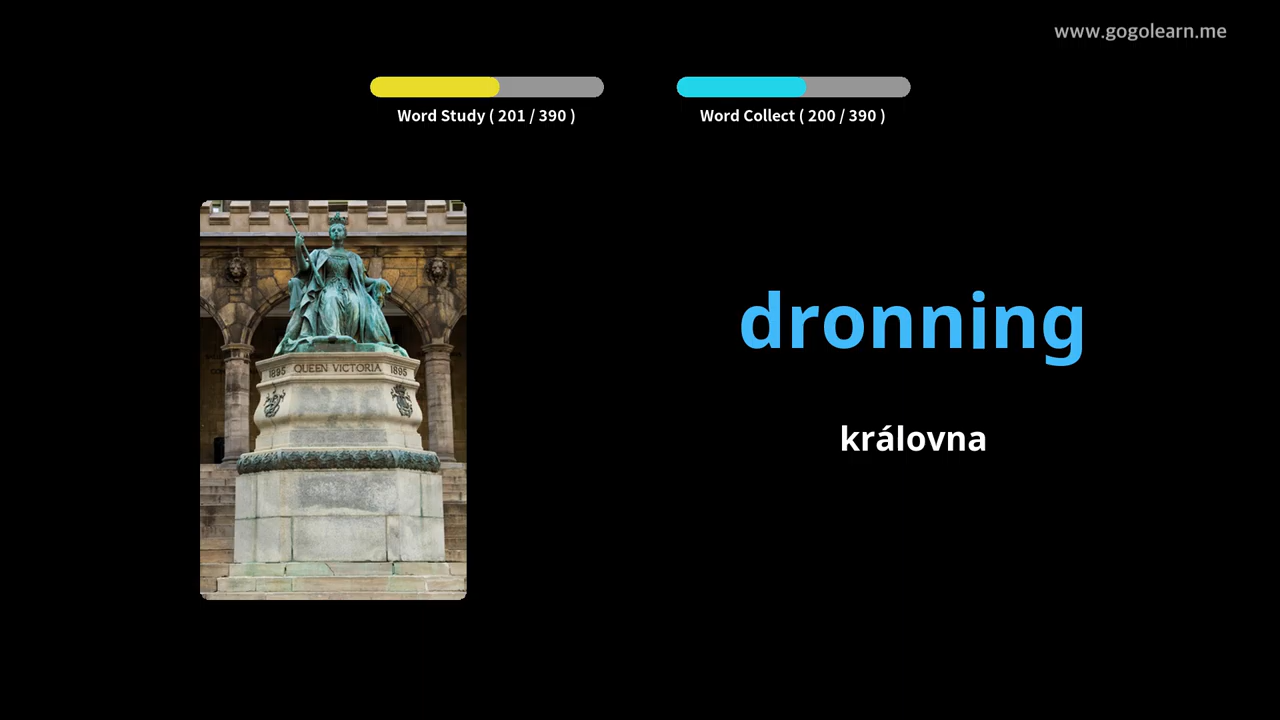 www.gogolearn.me
Word Study ( 201 / 390 )
Word Collect ( 200 / 390 )
1895 QUEEN VICTORIA 1895
dronning
královna